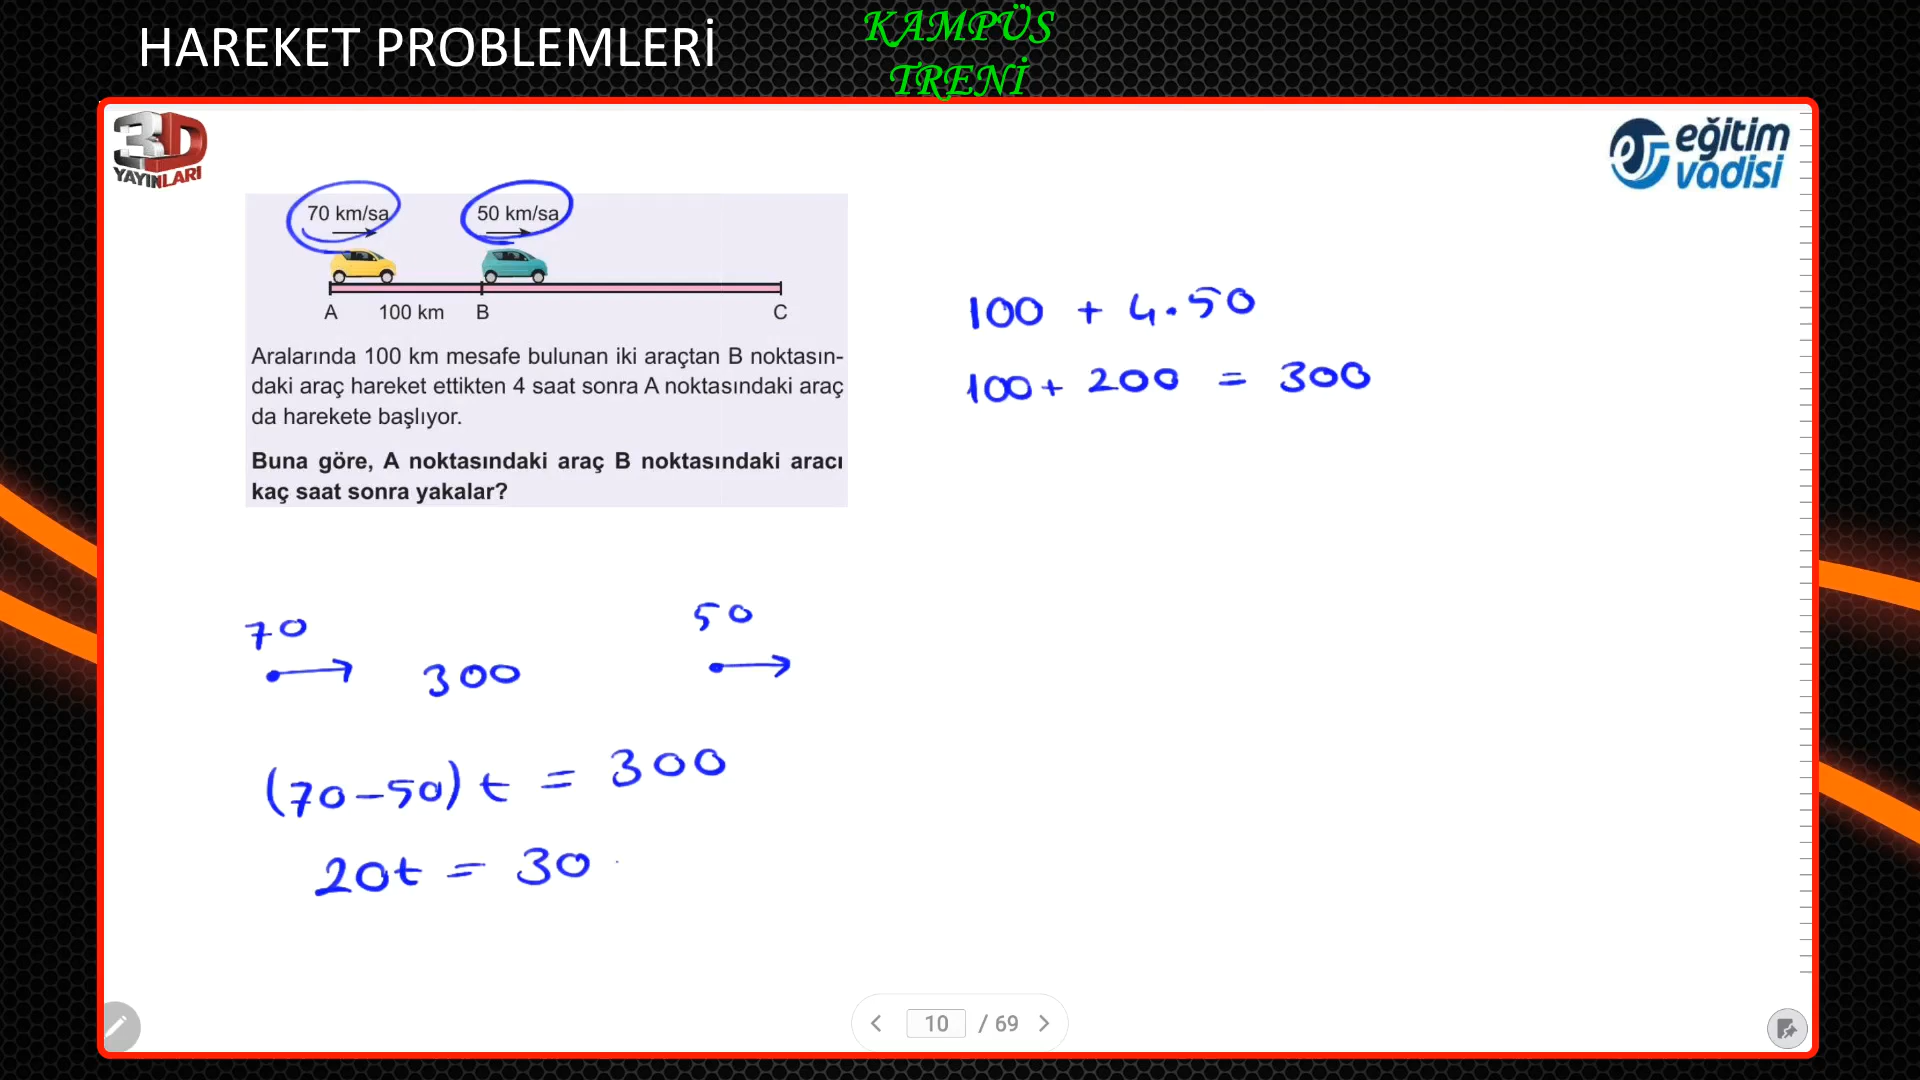 HAREKET PROBLEMLERİ
KAMPÜS
TRENİ
3D
YAYINLARI
eğitim
vadisi
70 km/sa
50 km/sa
A 100 km B C
Aralarında 100 km mesafe bulunan iki araçtan B noktasın-
daki araç hareket ettikten 4 saat sonra A noktasındaki araç
da harekete başlıyor.
Buna göre, A noktasındaki araç B noktasındaki aracı
kaç saat sonra yakalar?
100 + 4.50
100 + 200 = 300
70 50
300
(70-50) t = 300
20t = 30
10 / 69